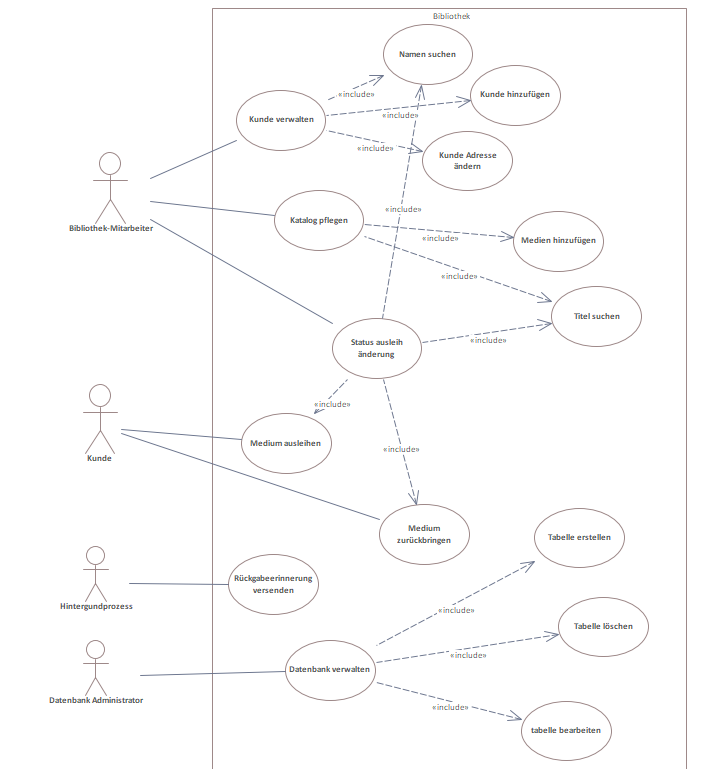 Bibliothek
Namen suchen
«include»
Kunde hinzufügen
«include»
Kunde verwalten
«include»
Kunde Adresse
ändern
Bibliothek-Mitarbeiter
«include»
Katalog pflegen
«include»
Medien hinzufügen
«include»
Titel suchen
Status ausleih
änderung
«include»
«include»
Medium ausleihen
Kunde
«include»
Medium
zurückbringen
Tabelle erstellen
Rückgabeerinnerung
versenden
Hintergundprozess
«include»
Tabelle löschen
«include»
Datenbank verwalten
Datenbank Administrator
«include»
tabelle bearbeiten